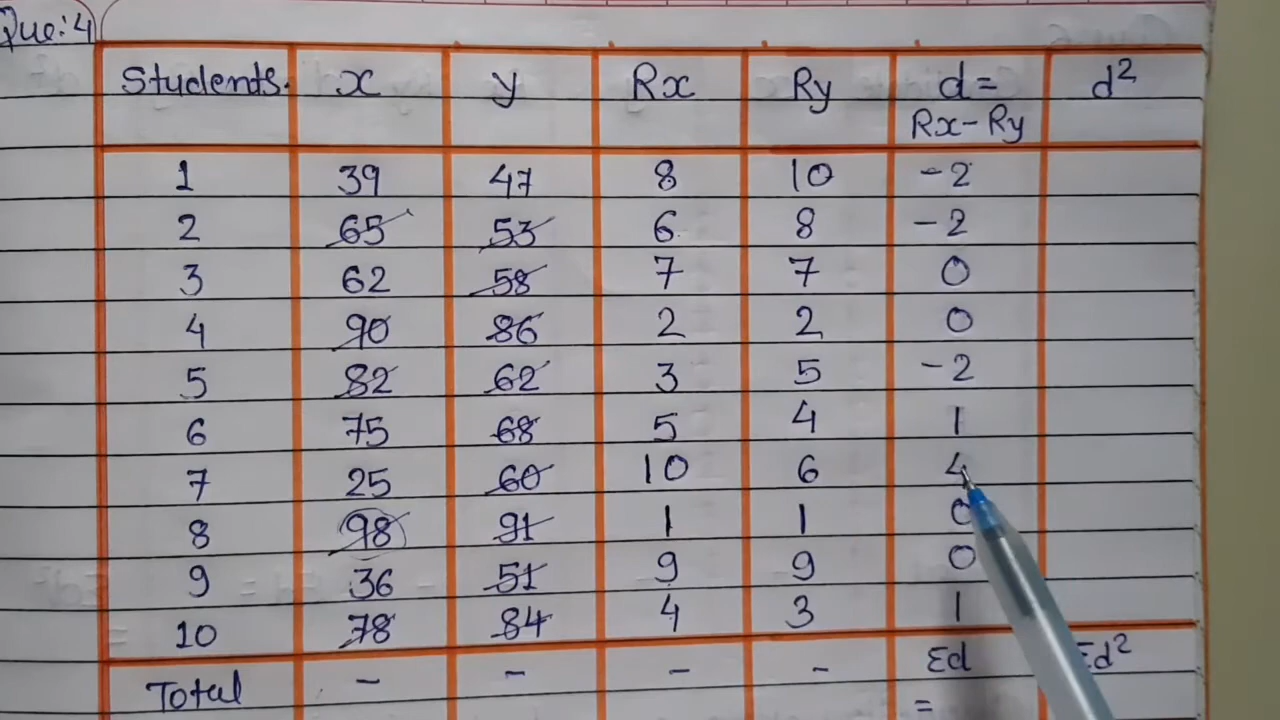 Que:4
Students. x y Rx Ry d= d²
Rx-Ry
1 39 47 8 10 -2
2 65 53 6 8 -2
3 62 58 7 7 0
4 90 86 2 2 0
5 82 62 3 5 -2
6 75 68 5 4 1
7 25 60 10 6 4
8 98 91 1 1 0
9 36 51 9 9 0
10 78 84 4 3 1
Total - - - - Σd Σd²
=